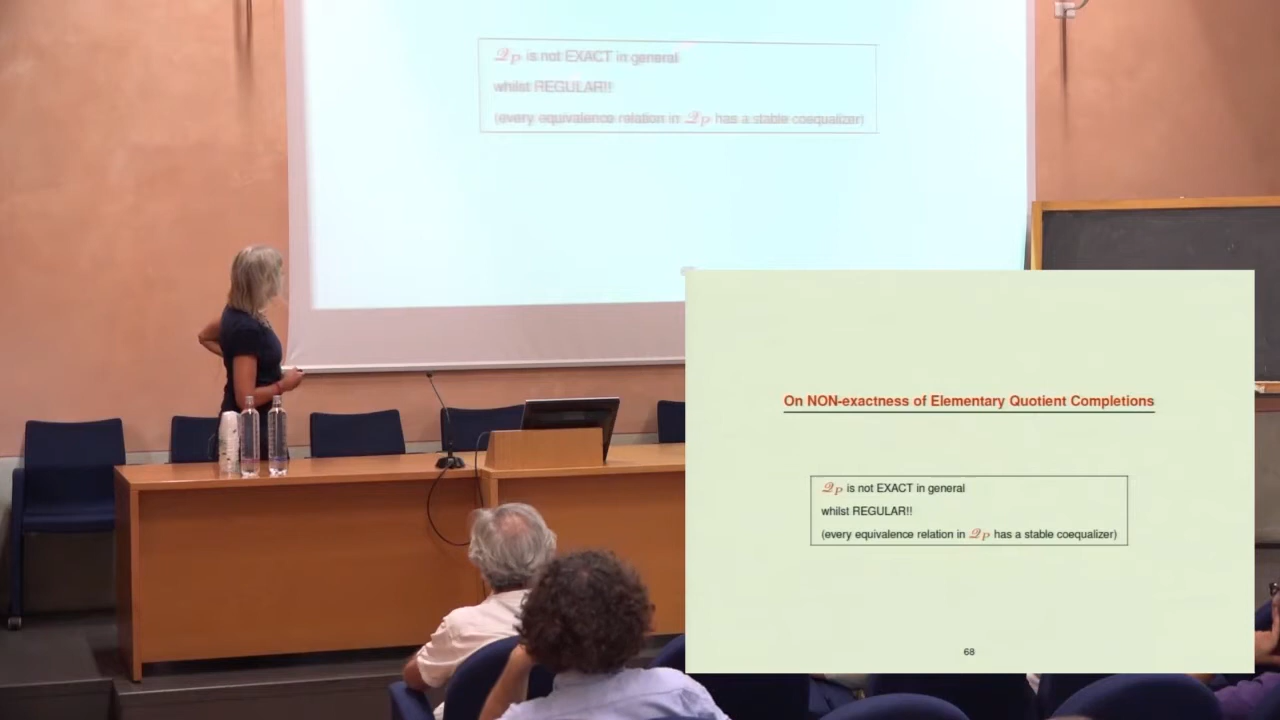 𝒬𝑃 is not EXACT in general
whilst REGULAR!!
(every equivalence relation in 𝒬𝑃 has a stable coequalizer)
On NON-exactness of Elementary Quotient Completions
𝒬𝑃 is not EXACT in general
whilst REGULAR!!
(every equivalence relation in 𝒬𝑃 has a stable coequalizer)
68